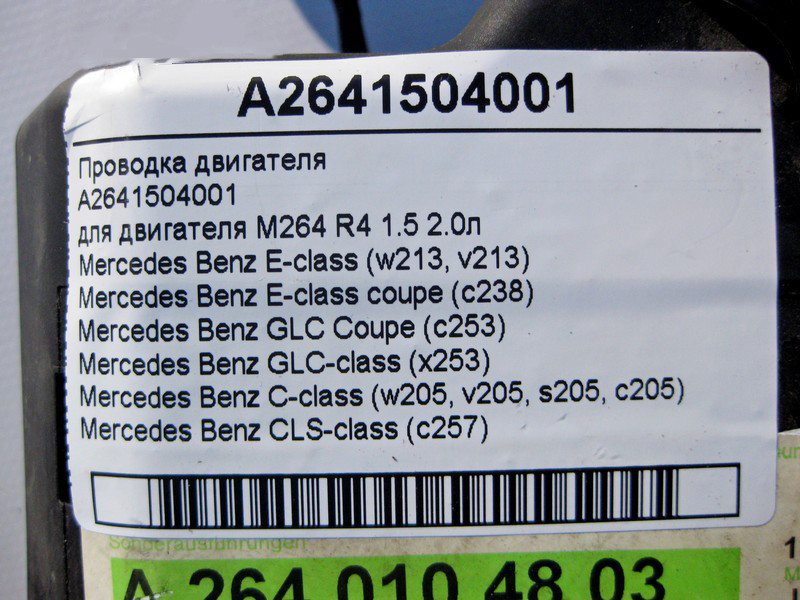 A2641504001
Проводка двигателя
A2641504001
для двигателя M264 R4 1.5 2.0л
Mercedes Benz E-class (w213, v213)
Mercedes Benz E-class coupe (c238)
Mercedes Benz GLC Coupe (c253)
Mercedes Benz GLC-class (x253)
Mercedes Benz C-class (w205, v205, s205, c205)
Mercedes Benz CLS-class (c257)
Sonderausführungen
A 264 010 48 03